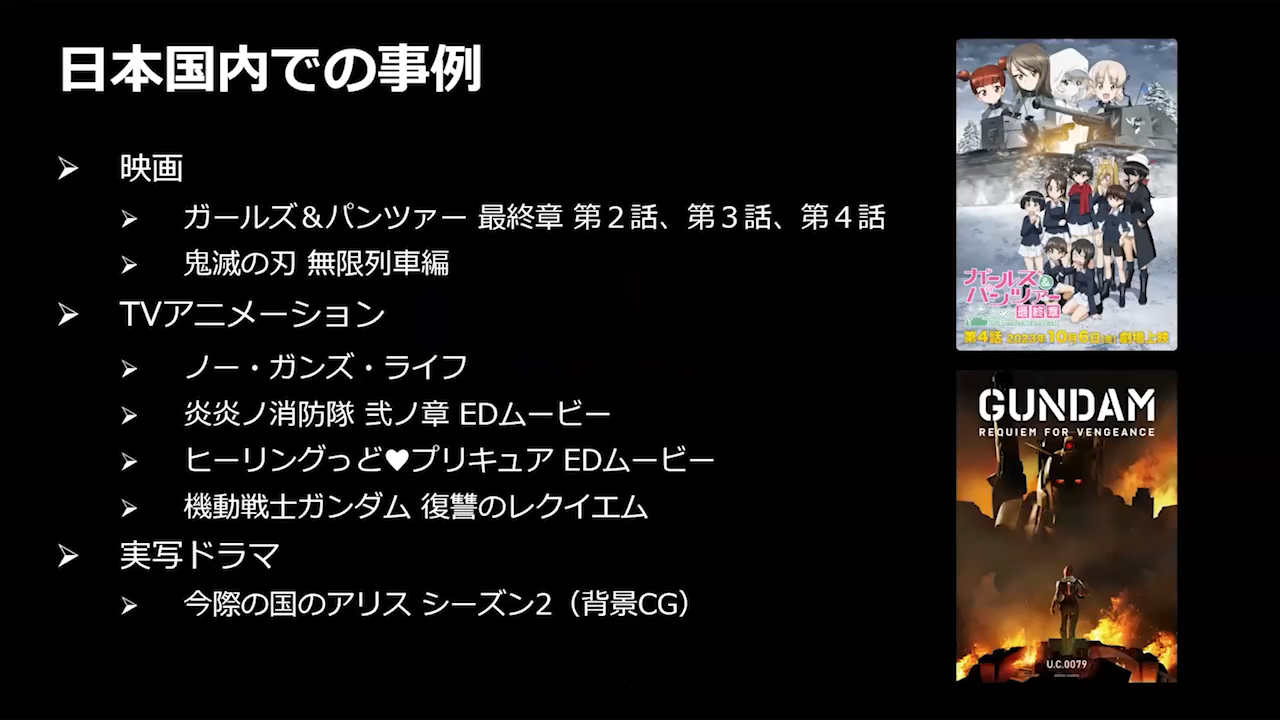 日本国内での事例
➢ 映画
➢ ガールズ＆パンツァー 最終章 第２話、第３話、第４話
➢ 鬼滅の刃 無限列車編
➢ TVアニメーション
➢ ノー・ガンズ・ライフ
➢ 炎炎ノ消防隊 弐ノ章 EDムービー
➢ ヒーリングっど♥プリキュア EDムービー
➢ 機動戦士ガンダム 復讐のレクイエム
➢ 実写ドラマ
➢ 今際の国のアリス シーズン2（背景CG）
ガールズ&
パンツァー
最終章
第4話 2023年10月6日(金)劇場上映
GUNDAM
REQUIEM FOR VENGEANCE
U.C.0079